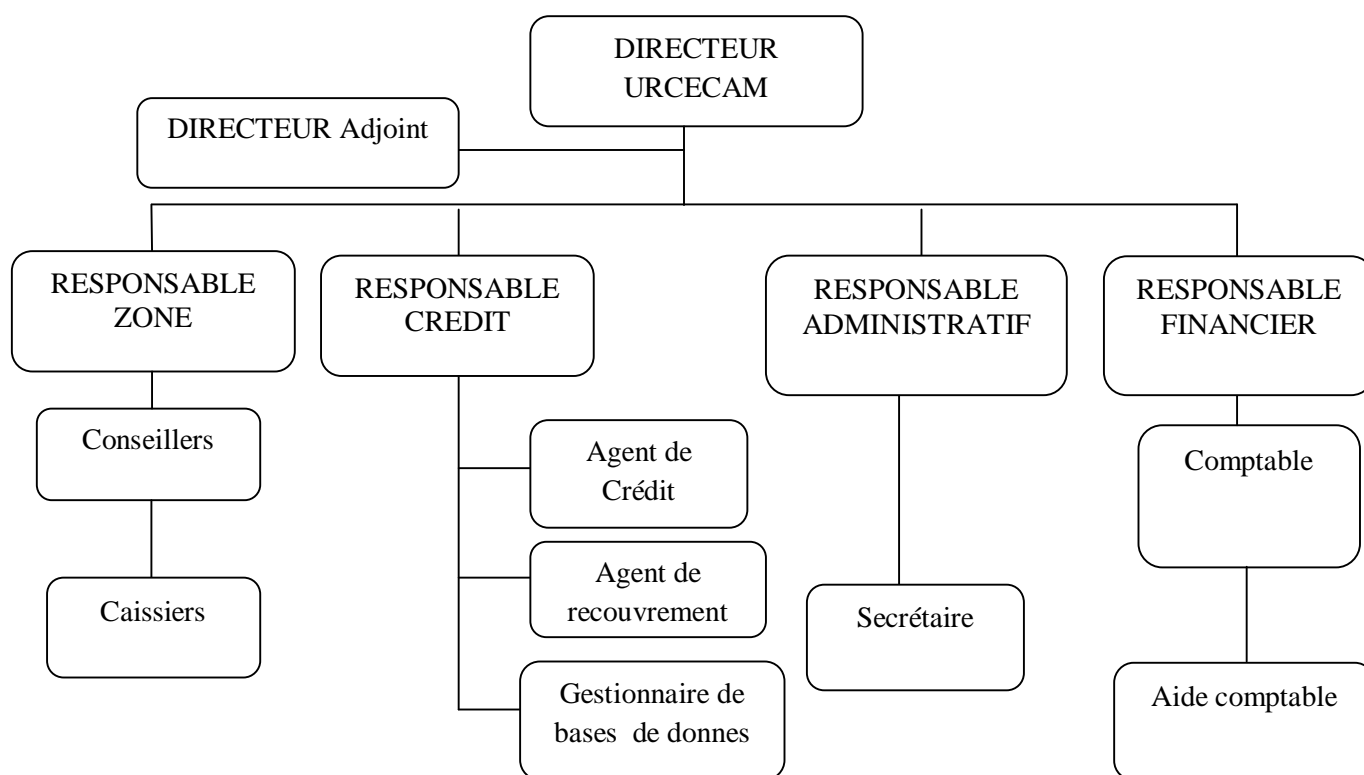 DIRECTEUR
URCECAM
DIRECTEUR Adjoint
RESPONSABLE
ZONE
RESPONSABLE
CREDIT
RESPONSABLE
ADMINISTRATIF
RESPONSABLE
FINANCIER
Conseillers
Agent de
Crédit
Comptable
Caissiers
Agent de
recouvrement
Secrétaire
Gestionnaire de
bases de donnes
Aide comptable